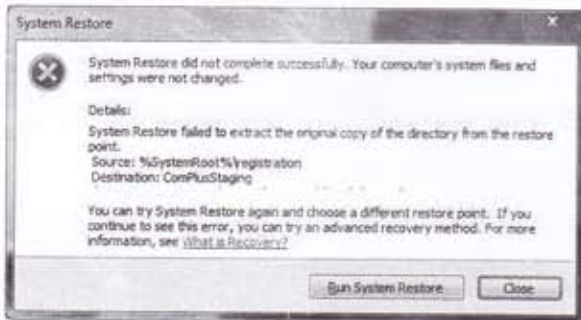 System Restore
System Restore did not complete successfully. Your computer's system files and
settings were not changed.
Details:
System Restore failed to extract the original copy of the directory from the restore
point.
Source: %SystemRoot%\registration
Destination: ComPlusStaging
You can try System Restore again and choose a different restore point. If you
continue to see this error, you can try an advanced recovery method. For more
information, see What is Recovery?
Run System Restore
Close